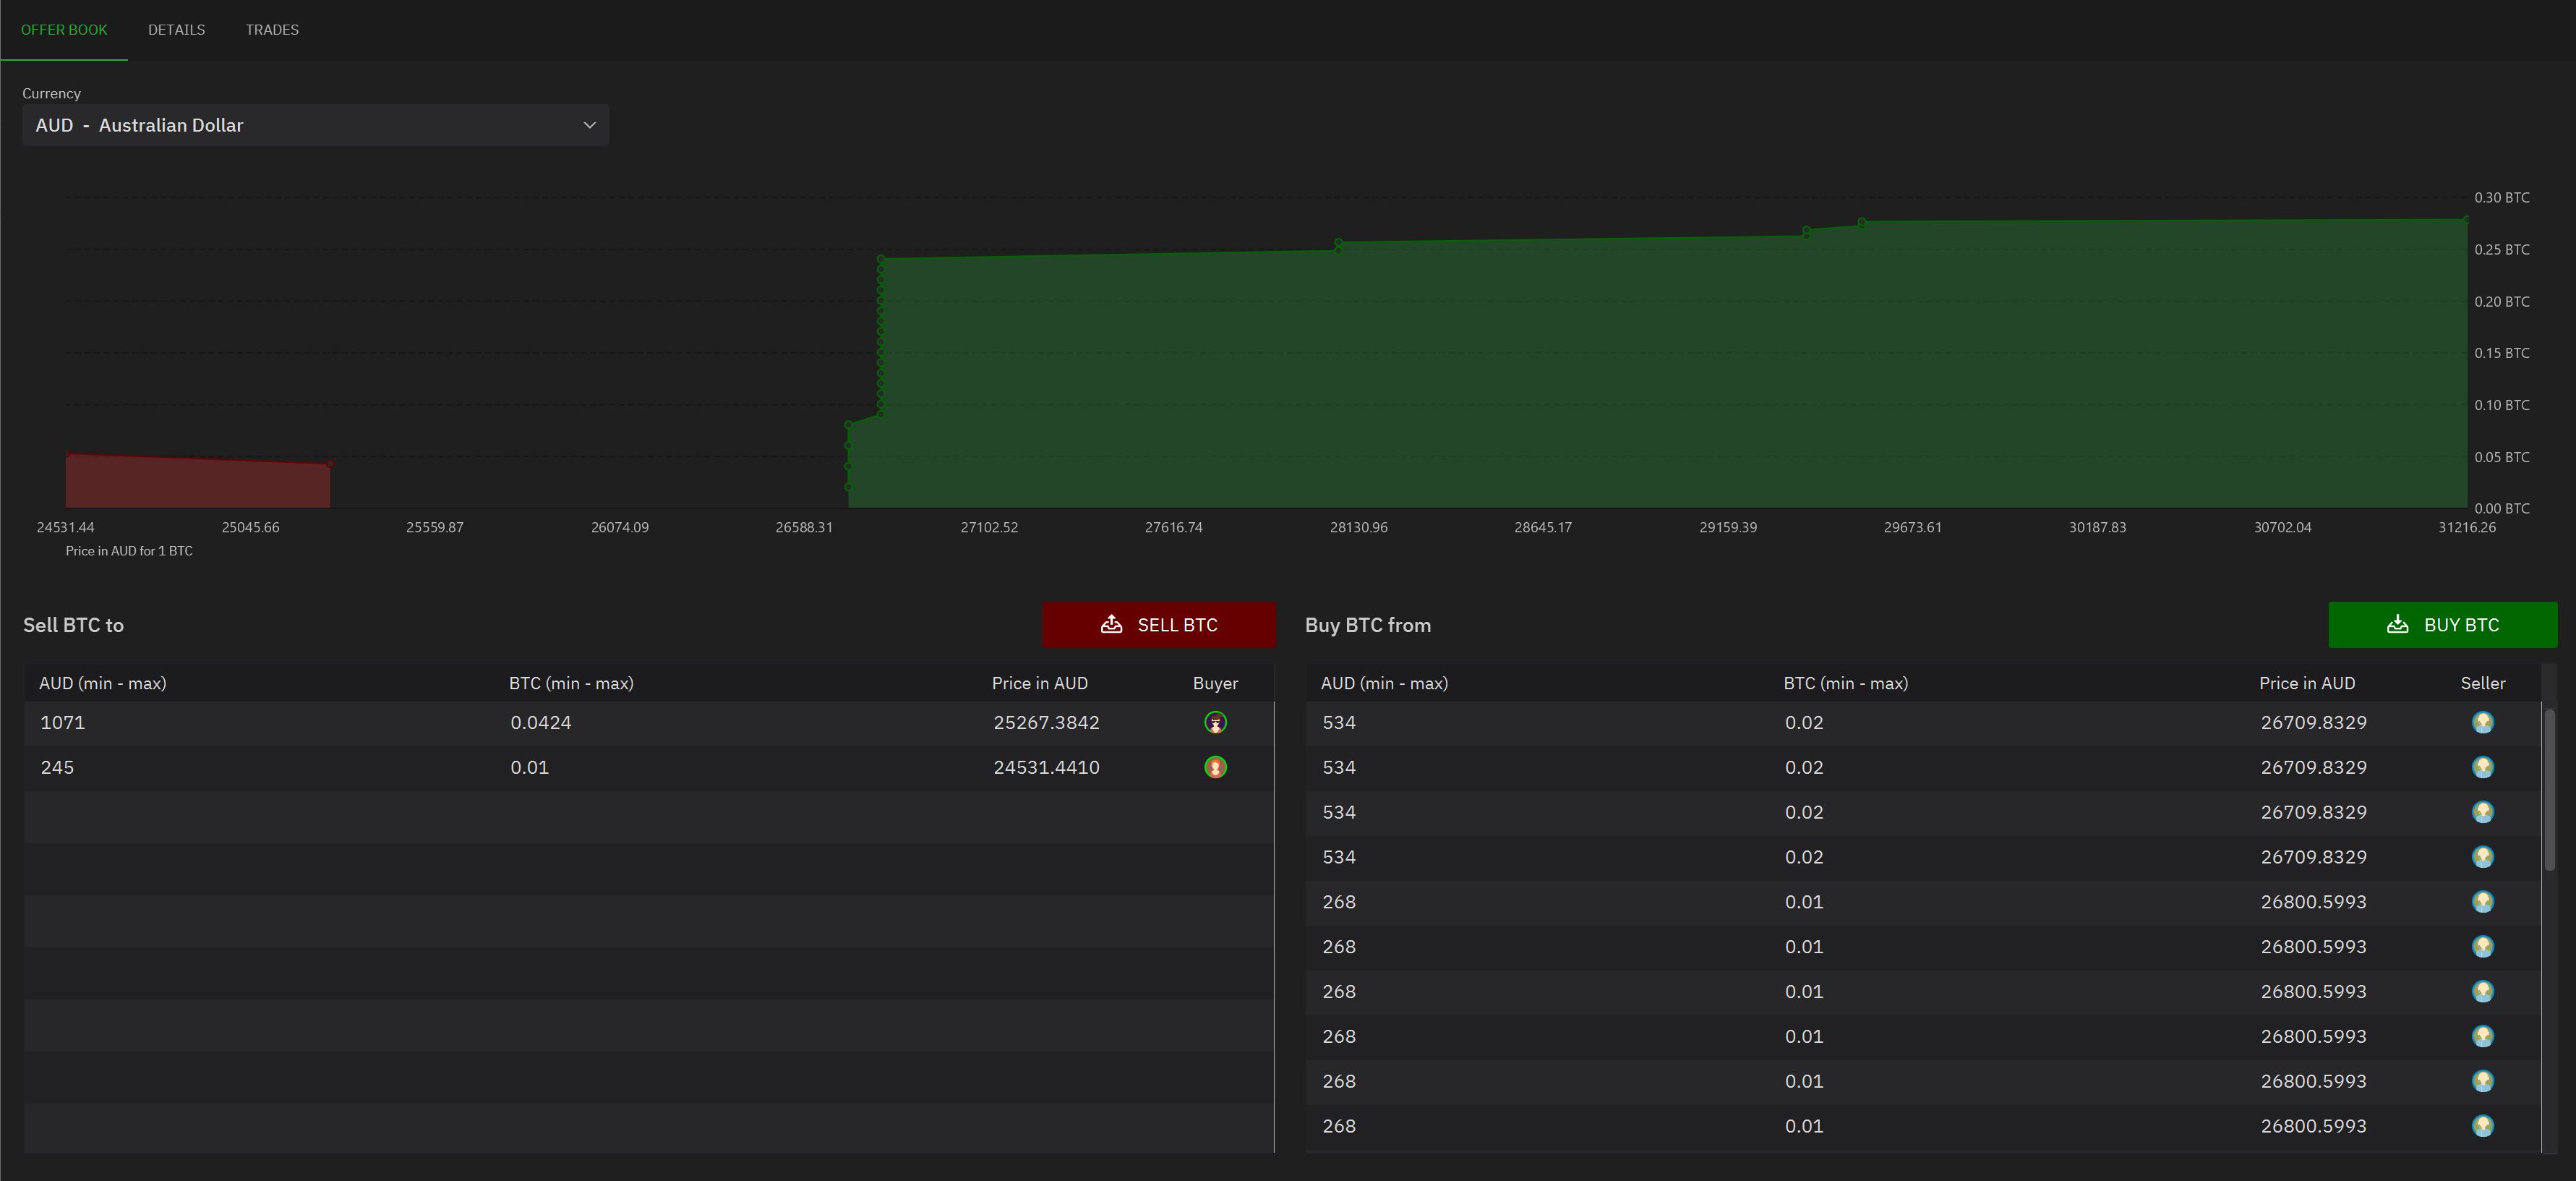 OFFER BOOK DETAILS TRADES
Currency
AUD - Australian Dollar
0.30 BTC
0.25 BTC
0.20 BTC
0.15 BTC
0.10 BTC
0.05 BTC
0.00 BTC
24531.44 25045.66 25559.87 26074.09 26588.31 27102.52 27616.74 28130.96 28645.17 29159.39 29673.61 30187.83 30702.04 31216.26
Price in AUD for 1 BTC
Sell BTC to SELL BTC
AUD (min - max) BTC (min - max) Price in AUD Buyer
1071 0.0424 25267.3842
245 0.01 24531.4410
Buy BTC from BUY BTC
AUD (min - max) BTC (min - max) Price in AUD Seller
534 0.02 26709.8329
534 0.02 26709.8329
534 0.02 26709.8329
534 0.02 26709.8329
268 0.01 26800.5993
268 0.01 26800.5993
268 0.01 26800.5993
268 0.01 26800.5993
268 0.01 26800.5993
268 0.01 26800.5993